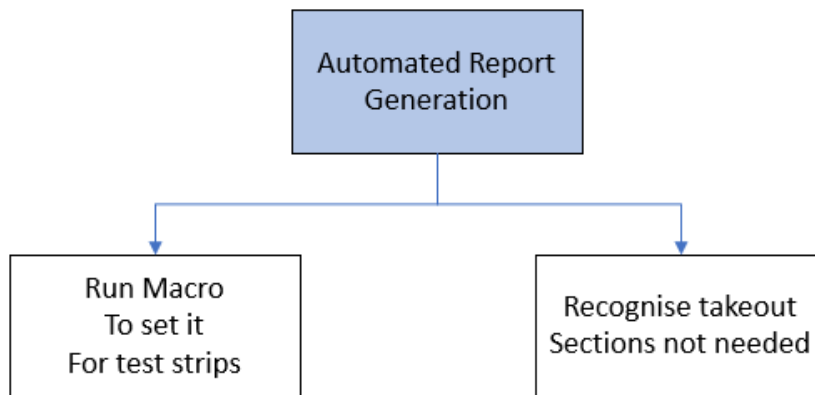 Automated Report
Generation
Run Macro
To set it
For test strips
Recognise takeout
Sections not needed